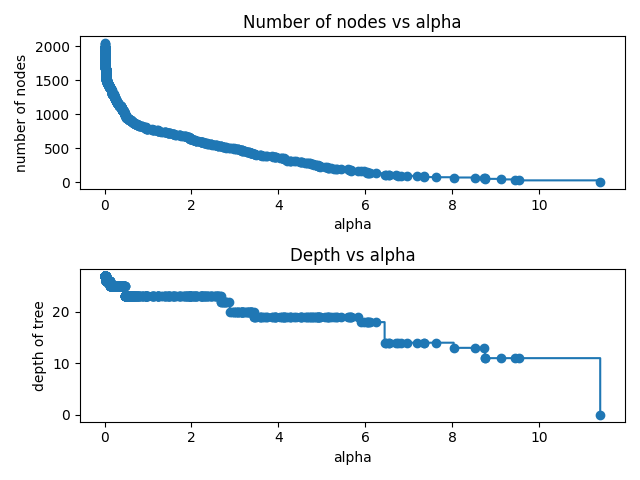 Number of nodes vs alpha
number of nodes
2000
1500
1000
500
0
0 2 4 6 8 10
alpha
Depth vs alpha
depth of tree
20
10
0
0 2 4 6 8 10
alpha